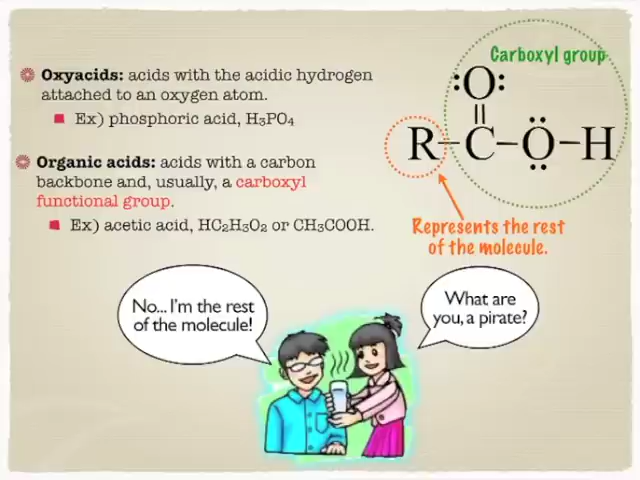 Oxyacids: acids with the acidic hydrogen
attached to an oxygen atom.
Ex) phosphoric acid, H₃PO₄
Organic acids: acids with a carbon
backbone and, usually, a carboxyl
functional group.
Ex) acetic acid, HC₂H₃O₂ or CH₃COOH.
Carboxyl group
:O:
R–C–O–H
Represents the rest
of the molecule.
No...I'm the rest
of the molecule!
What are
you, a pirate?